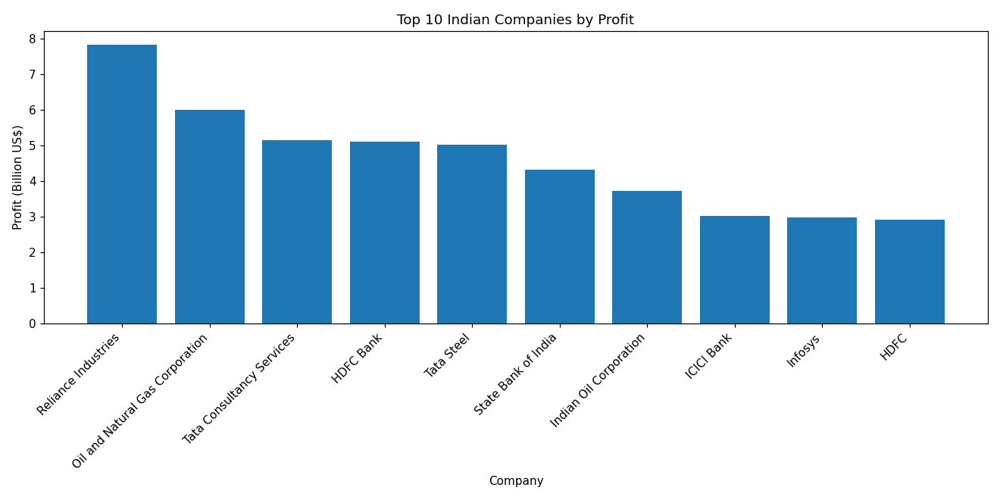 Top 10 Indian Companies by Profit
Profit (Billion US$)
8
7
6
5
4
3
2
1
0
Reliance Industries
Oil and Natural Gas Corporation
Tata Consultancy Services
HDFC Bank
Tata Steel
State Bank of India
Indian Oil Corporation
ICICI Bank
Infosys
HDFC
Company